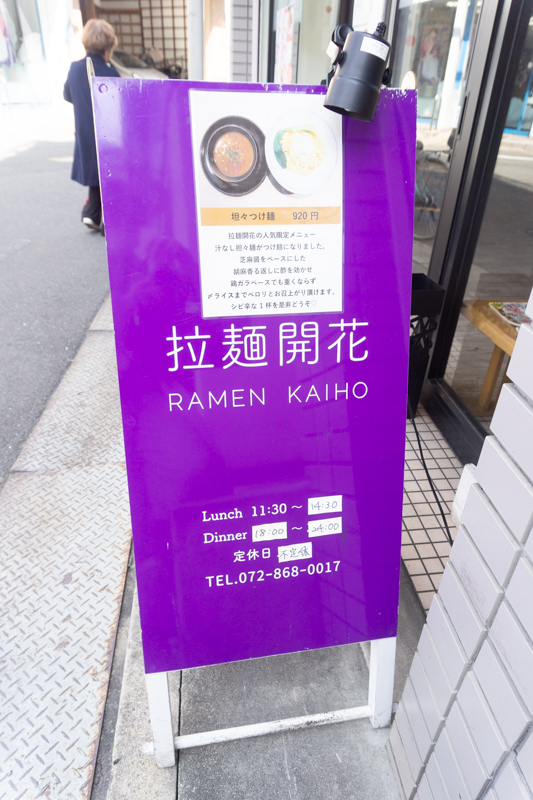 坦々つけ麺 920円
拉麺開花の人気限定メニュー
汁なし担々麺がつけ麺になりました。
芝麻醤をベースにした
胡麻香る返しに酢を効かせ
鶏ガラベースでも重くならず
〆ライスまでペロリとお召上がり頂けます。
シビ辛な1杯を是非どうぞ♡
拉麺開花
RAMEN KAIHO
Lunch 11:30 ～ 14:30
Dinner 18:00 ～ 24:00
定休日 不定休
TEL.072-868-0017